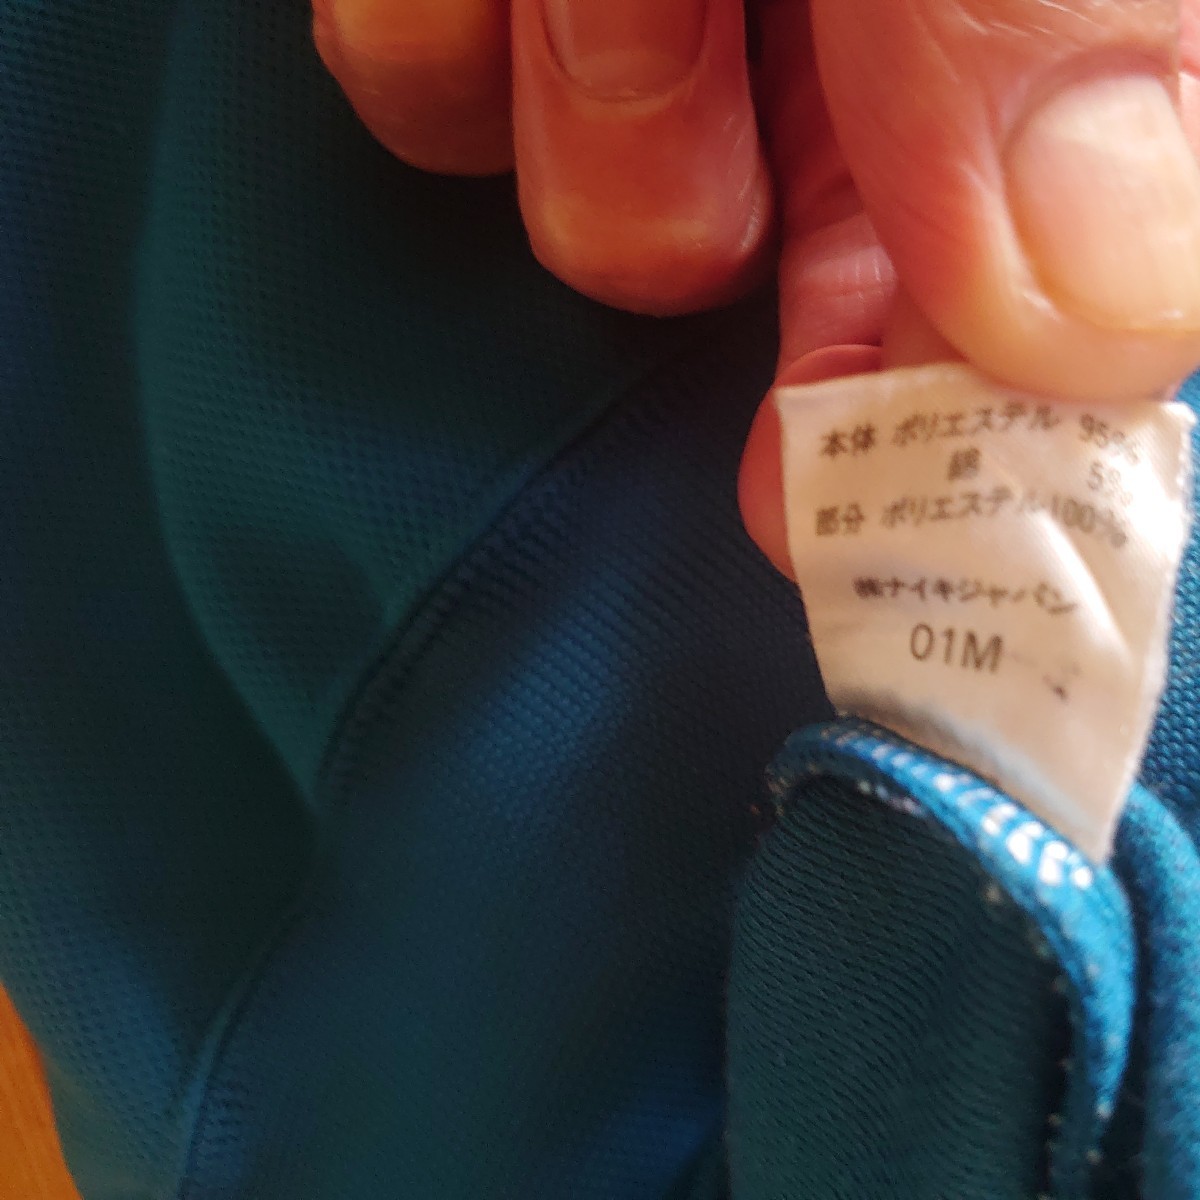 本体 ポリエステル 95%
綿 5%
部分 ポリエステル 100%
㈱ナイキジャパン
01M